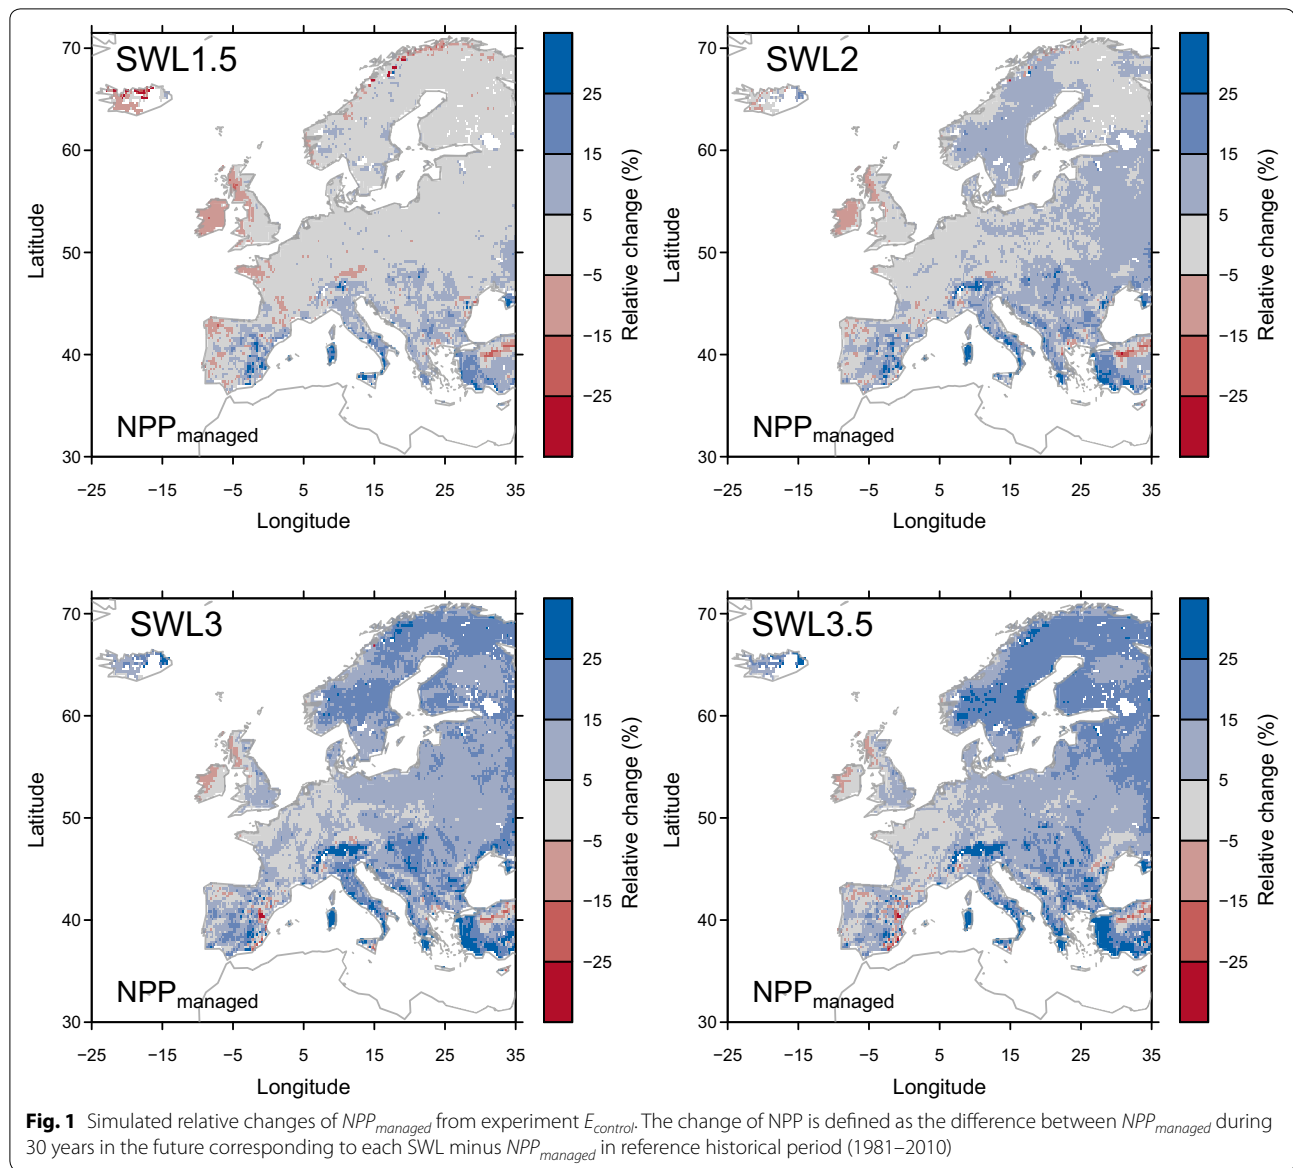 SWL1.5
70
60
50
40
30
Latitude
−25 −15 −5 5 15 25 35
Longitude
NPPmanaged
25
15
5
−5
−15
−25
Relative change (%)
SWL2
70
60
50
40
30
Latitude
−25 −15 −5 5 15 25 35
Longitude
NPPmanaged
25
15
5
−5
−15
−25
Relative change (%)
SWL3
70
60
50
40
30
Latitude
−25 −15 −5 5 15 25 35
Longitude
NPPmanaged
25
15
5
−5
−15
−25
Relative change (%)
SWL3.5
70
60
50
40
30
Latitude
−25 −15 −5 5 15 25 35
Longitude
NPPmanaged
25
15
5
−5
−15
−25
Relative change (%)
Fig. 1 Simulated relative changes of NPPmanaged from experiment Econtrol. The change of NPP is defined as the difference between NPPmanaged during
30 years in the future corresponding to each SWL minus NPPmanaged in reference historical period (1981–2010)